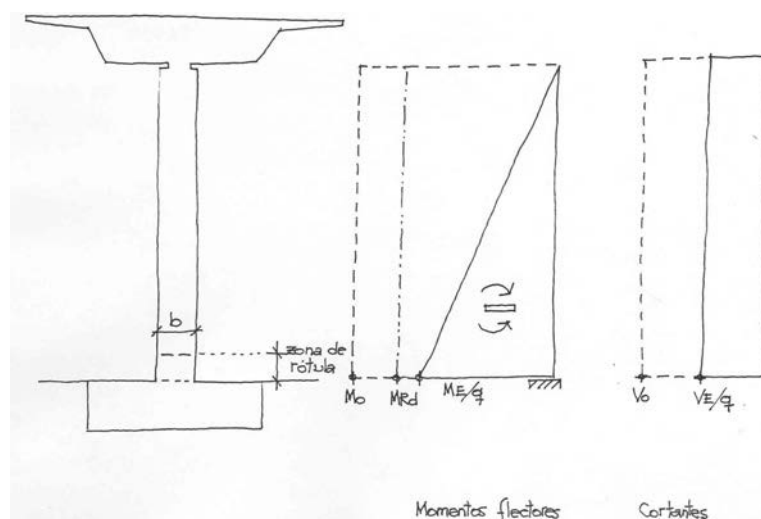 b
zona de
rótula
Mo
MRd
ME/q
Vo
VE/q
Momentos flectores
Cortantes